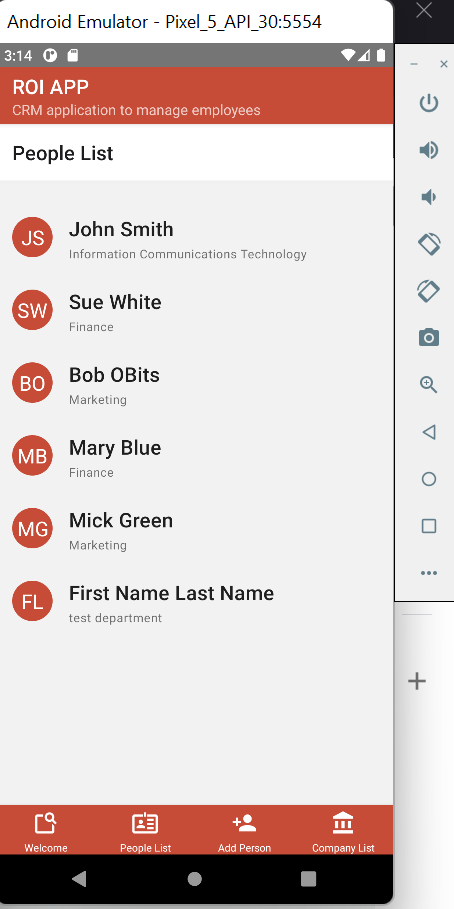 Android Emulator - Pixel_5_API_30:5554
3:14
ROI APP
CRM application to manage employees
People List
JS
John Smith
Information Communications Technology
SW
Sue White
Finance
BO
Bob OBits
Marketing
MB
Mary Blue
Finance
MG
Mick Green
Marketing
FL
First Name Last Name
test department
Welcome
People List
Add Person
Company List